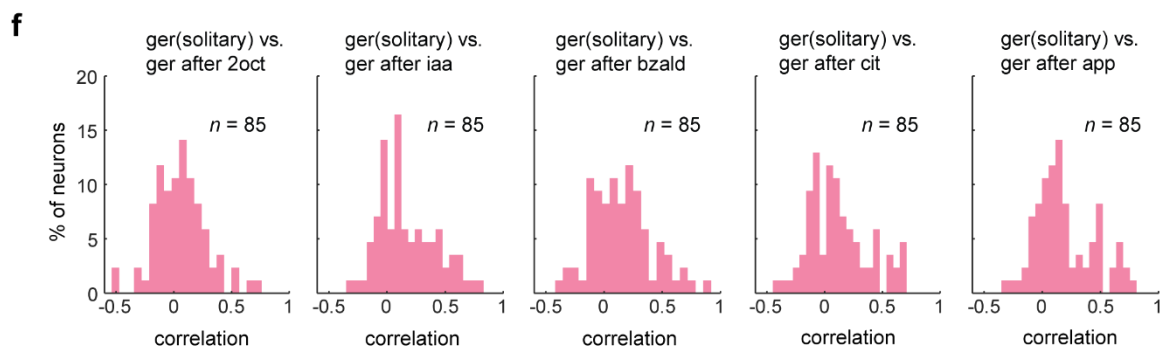 f
ger(solitary) vs.
ger after 2oct
ger(solitary) vs.
ger after iaa
ger(solitary) vs.
ger after bzald
ger(solitary) vs.
ger after cit
ger(solitary) vs.
ger after app
% of neurons
20
15
10
5
0
n = 85
n = 85
n = 85
n = 85
n = 85
-0.5 0 0.5 1
-0.5 0 0.5 1
-0.5 0 0.5 1
-0.5 0 0.5 1
-0.5 0 0.5 1
correlation
correlation
correlation
correlation
correlation